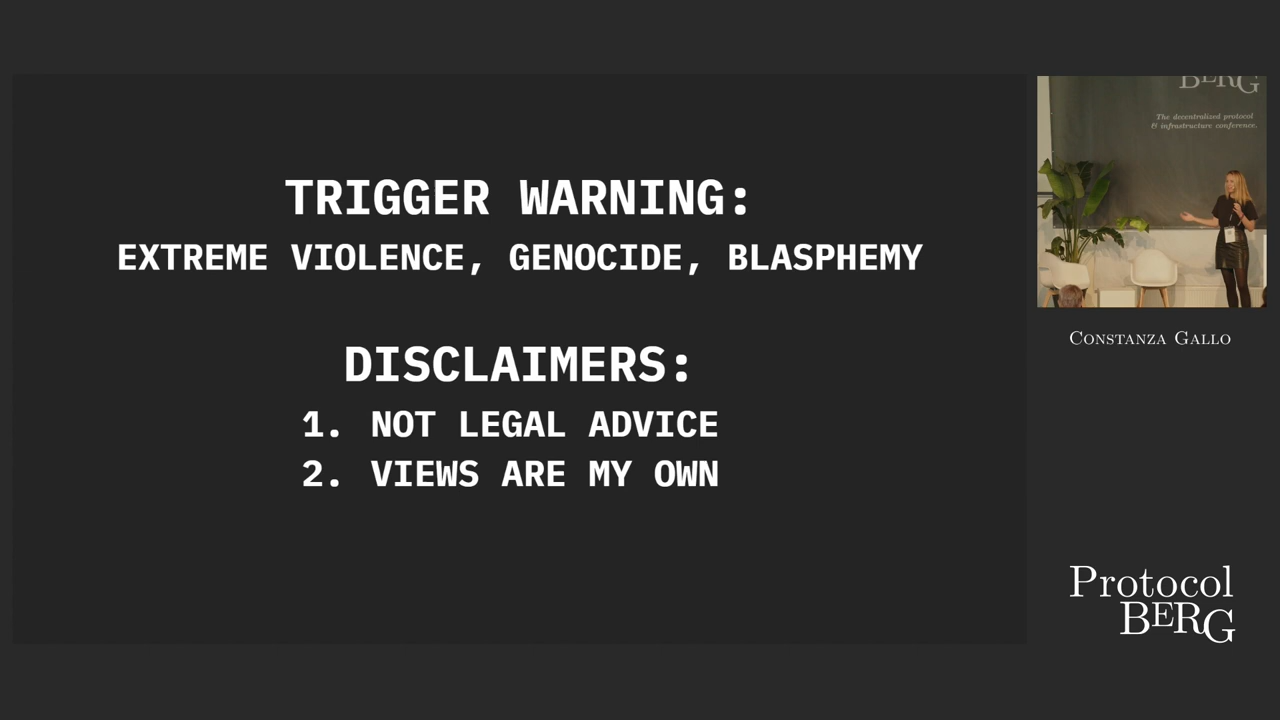 TRIGGER WARNING:
EXTREME VIOLENCE, GENOCIDE, BLASPHEMY
DISCLAIMERS:
1. NOT LEGAL ADVICE
2. VIEWS ARE MY OWN
BERG
The decentralized protocol
& infrastructure conference.
Constanza Gallo
Protocol
BERG